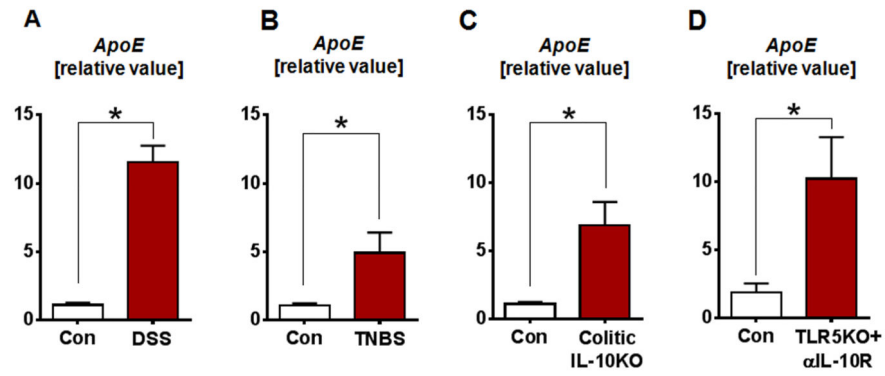 A
ApoE
[relative value]
15
*
10
5
0
Con DSS
B
ApoE
[relative value]
15
*
10
5
0
Con TNBS
C
ApoE
[relative value]
15
*
10
5
0
Con Colitic
IL-10KO
D
ApoE
[relative value]
15
*
10
5
0
Con TLR5KO+
αIL-10R